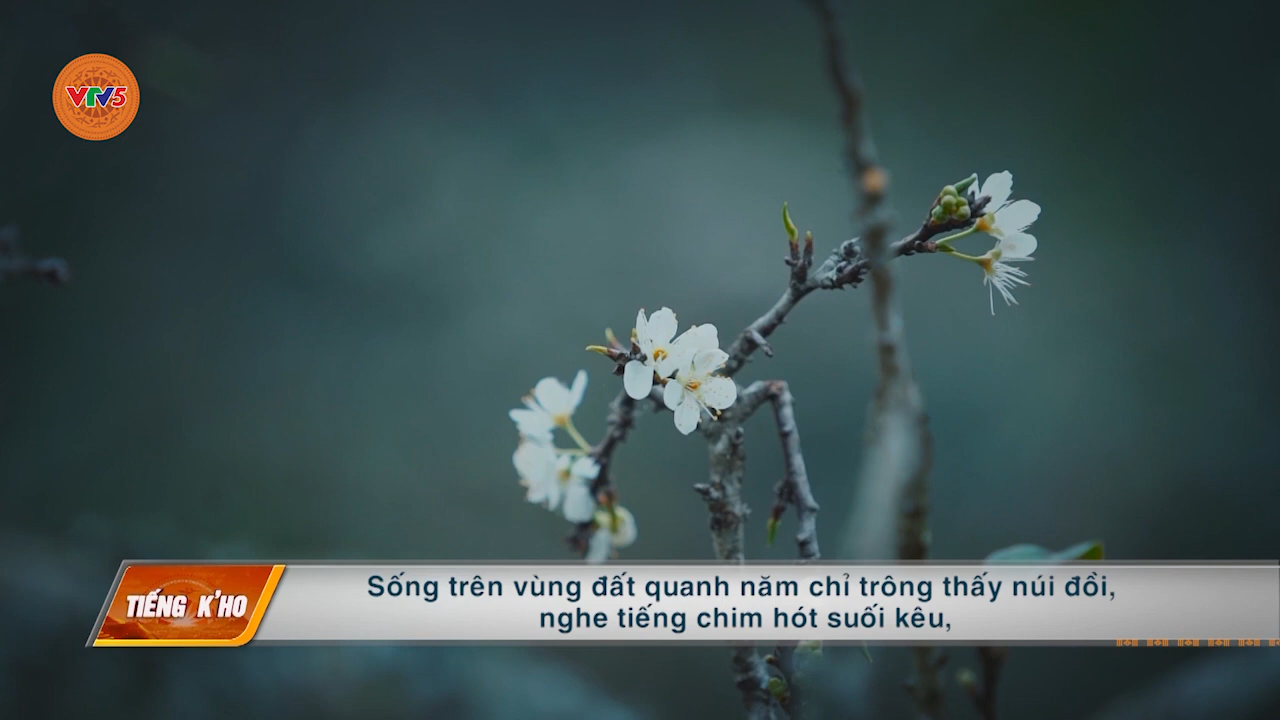 VTV5
TIẾNG K'HO
Sống trên vùng đất quanh năm chỉ trông thấy núi đồi,
nghe tiếng chim hót suối kêu,